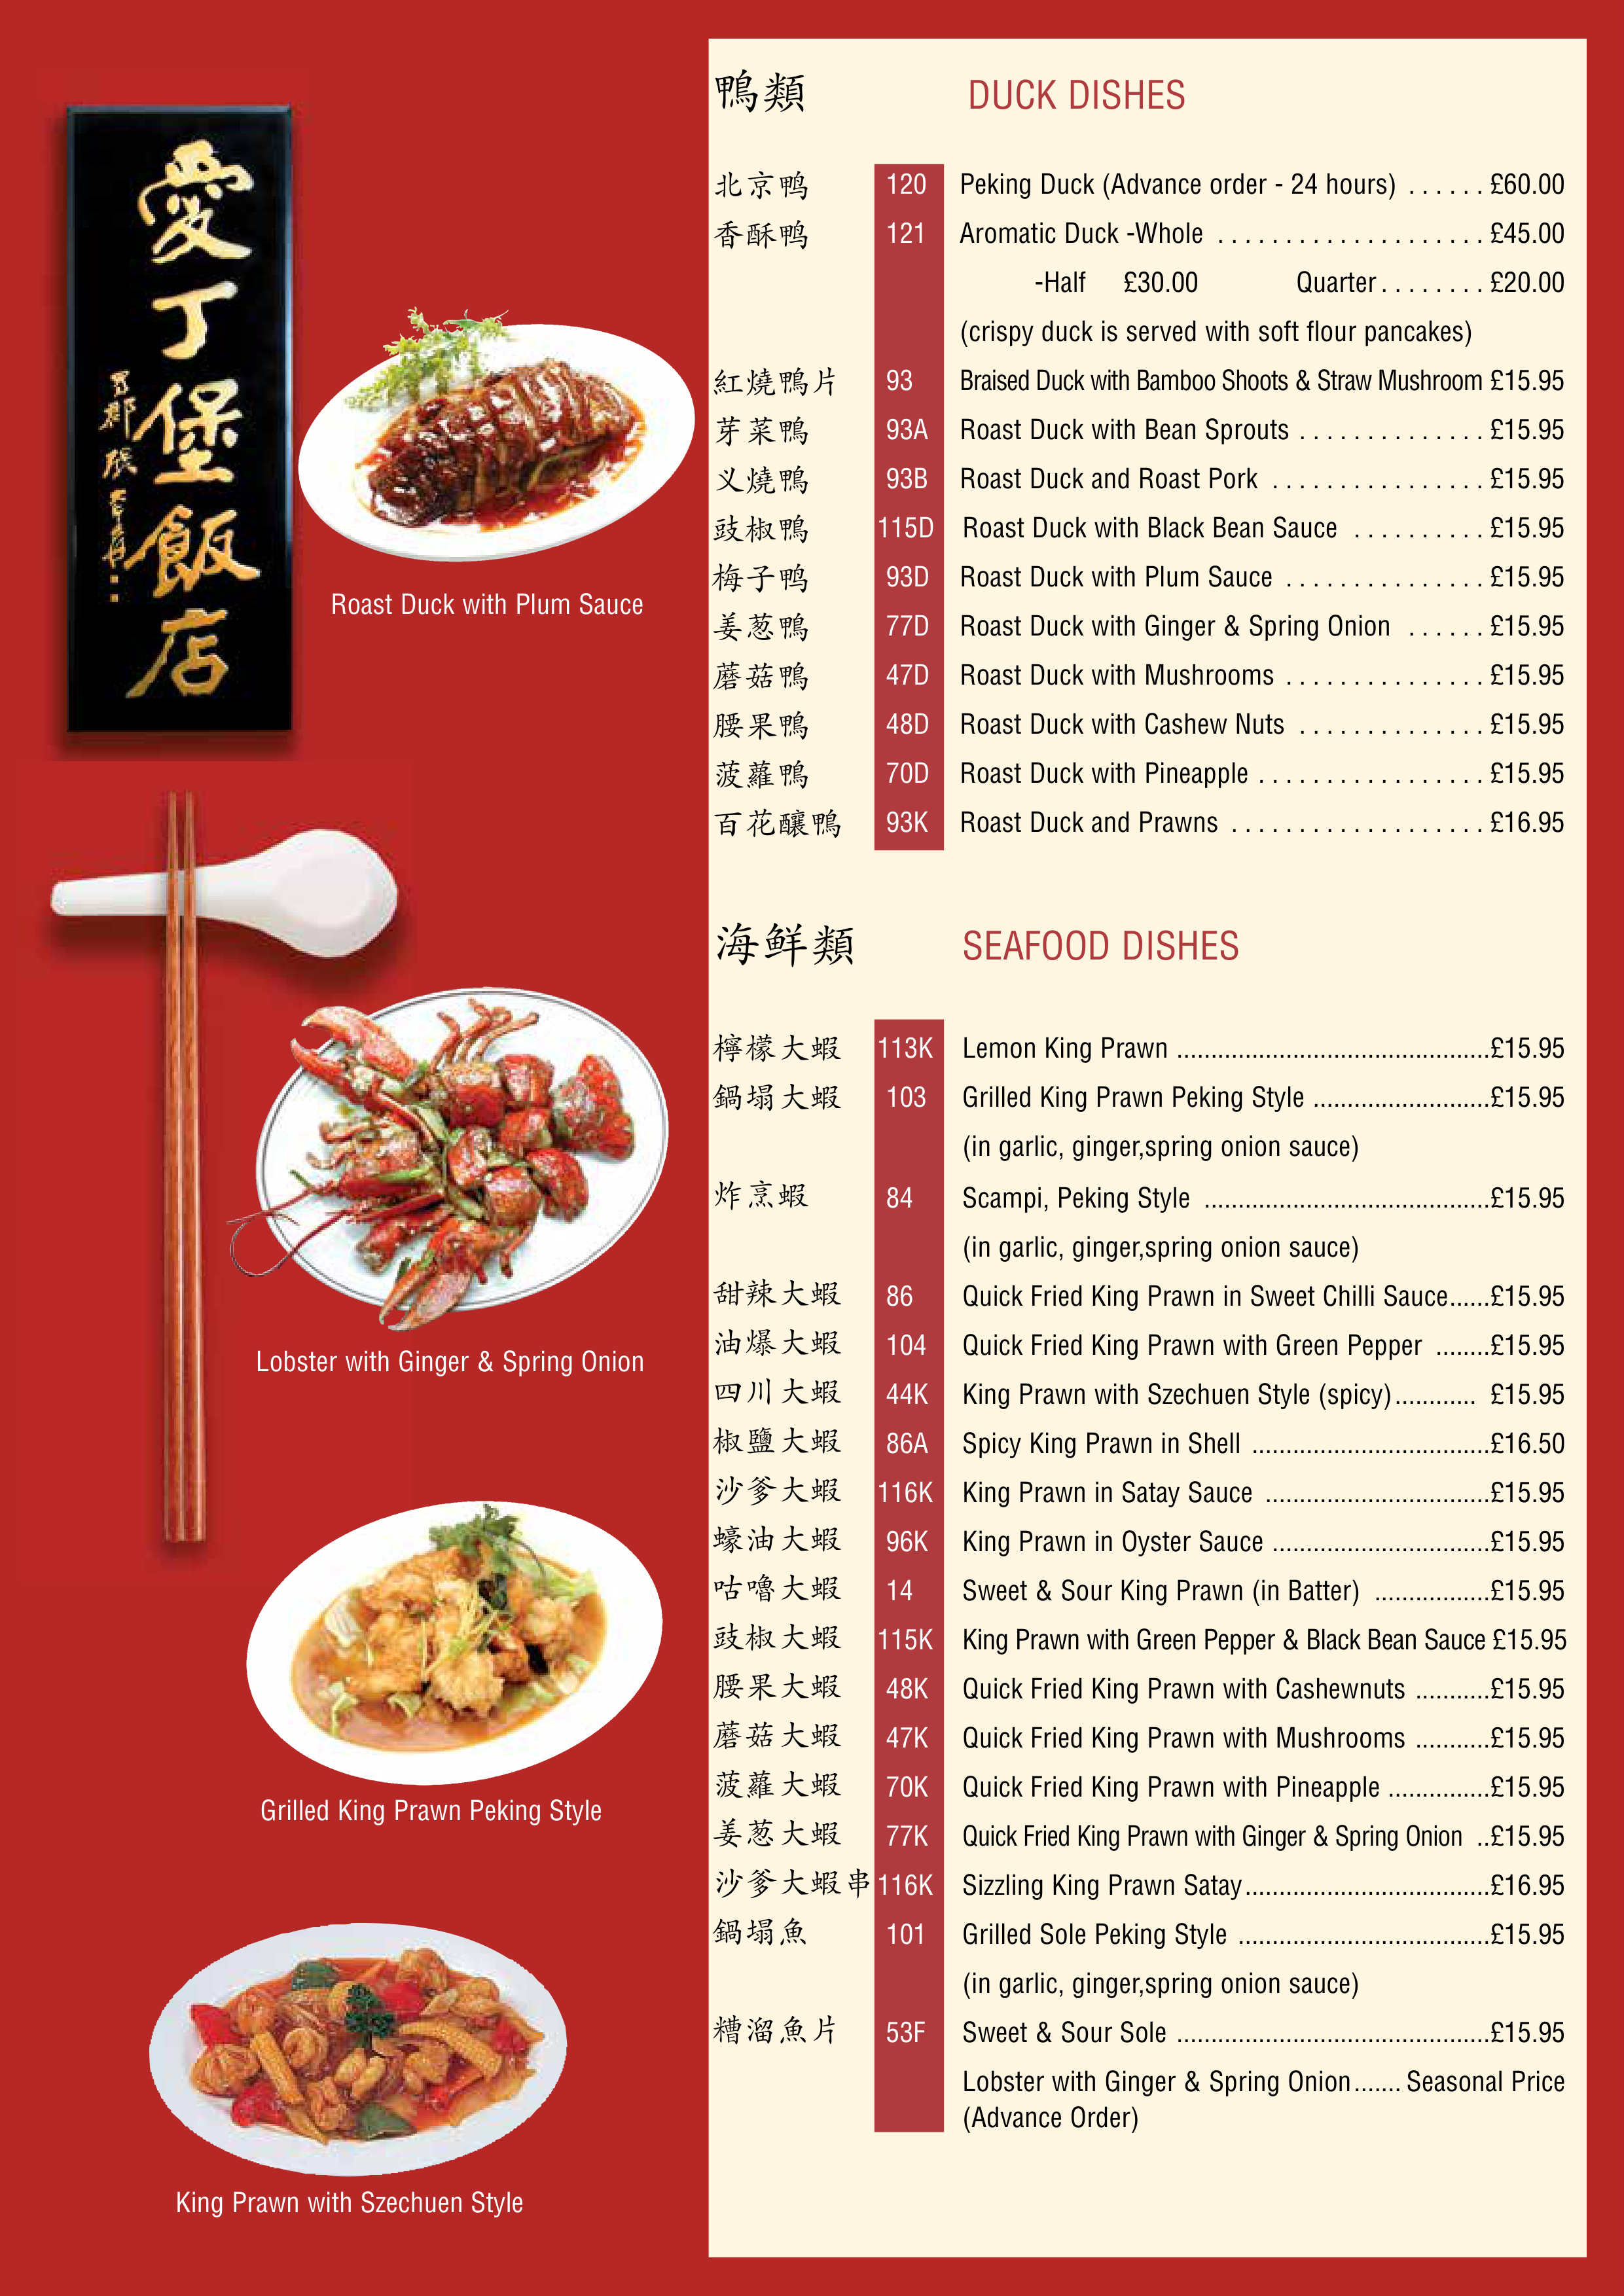 愛丁堡飯店
Roast Duck with Plum Sauce
Lobster with Ginger & Spring Onion
Grilled King Prawn Peking Style
King Prawn with Szechuen Style
鴨類 DUCK DISHES
北京鸭 120 Peking Duck (Advance order - 24 hours) . . . . . . £60.00
香酥鸭 121 Aromatic Duck -Whole . . . . . . . . . . . . . . . . . . . . £45.00
-Half £30.00 Quarter . . . . . . . . £20.00
(crispy duck is served with soft flour pancakes)
紅燒鴨片 93 Braised Duck with Bamboo Shoots & Straw Mushroom £15.95
芽菜鴨 93A Roast Duck with Bean Sprouts . . . . . . . . . . . . . . £15.95
义燒鴨 93B Roast Duck and Roast Pork . . . . . . . . . . . . . . . . £15.95
豉椒鴨 115D Roast Duck with Black Bean Sauce . . . . . . . . . . £15.95
梅子鸭 93D Roast Duck with Plum Sauce . . . . . . . . . . . . . . . £15.95
姜葱鴨 77D Roast Duck with Ginger & Spring Onion . . . . . . £15.95
蘑菇鴨 47D Roast Duck with Mushrooms . . . . . . . . . . . . . . . £15.95
腰果鴨 48D Roast Duck with Cashew Nuts . . . . . . . . . . . . . . £15.95
菠蘿鴨 70D Roast Duck with Pineapple . . . . . . . . . . . . . . . . . £15.95
百花釀鴨 93K Roast Duck and Prawns . . . . . . . . . . . . . . . . . . . £16.95
海鲜類 SEAFOOD DISHES
檸檬大蝦 113K Lemon King Prawn ..............................................£15.95
鍋塌大蝦 103 Grilled King Prawn Peking Style ..........................£15.95
(in garlic, ginger,spring onion sauce)
炸烹蝦 84 Scampi, Peking Style ..........................................£15.95
(in garlic, ginger,spring onion sauce)
甜辣大蝦 86 Quick Fried King Prawn in Sweet Chilli Sauce......£15.95
油爆大蝦 104 Quick Fried King Prawn with Green Pepper ........£15.95
四川大蝦 44K King Prawn with Szechuen Style (spicy)............ £15.95
椒鹽大蝦 86A Spicy King Prawn in Shell ...................................£16.50
沙爹大蝦 116K King Prawn in Satay Sauce .................................£15.95
蠔油大蝦 96K King Prawn in Oyster Sauce ................................£15.95
咕嚕大蝦 14 Sweet & Sour King Prawn (in Batter) .................£15.95
豉椒大蝦 115K King Prawn with Green Pepper & Black Bean Sauce £15.95
腰果大蝦 48K Quick Fried King Prawn with Cashewnuts ...........£15.95
蘑菇大蝦 47K Quick Fried King Prawn with Mushrooms ...........£15.95
菠蘿大蝦 70K Quick Fried King Prawn with Pineapple ...............£15.95
姜葱大蝦 77K Quick Fried King Prawn with Ginger & Spring Onion ..£15.95
沙爹大蝦串 116K Sizzling King Prawn Satay....................................£16.95
鍋塌魚 101 Grilled Sole Peking Style .....................................£15.95
(in garlic, ginger,spring onion sauce)
糟溜魚片 53F Sweet & Sour Sole ..............................................£15.95
Lobster with Ginger & Spring Onion....... Seasonal Price
(Advance Order)